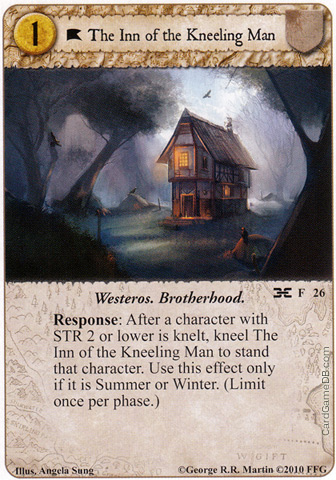 1
The Inn of the Kneeling Man
Westeros. Brotherhood.
F 26
Response: After a character with
STR 2 or lower is knelt, kneel The
Inn of the Kneeling Man to stand
that character. Use this effect only
if it is Summer or Winter. (Limit
once per phase.)
W GIFT
Illus. Angela Sung
©George R.R. Martin ©2010 FFG
CardGameDB.com